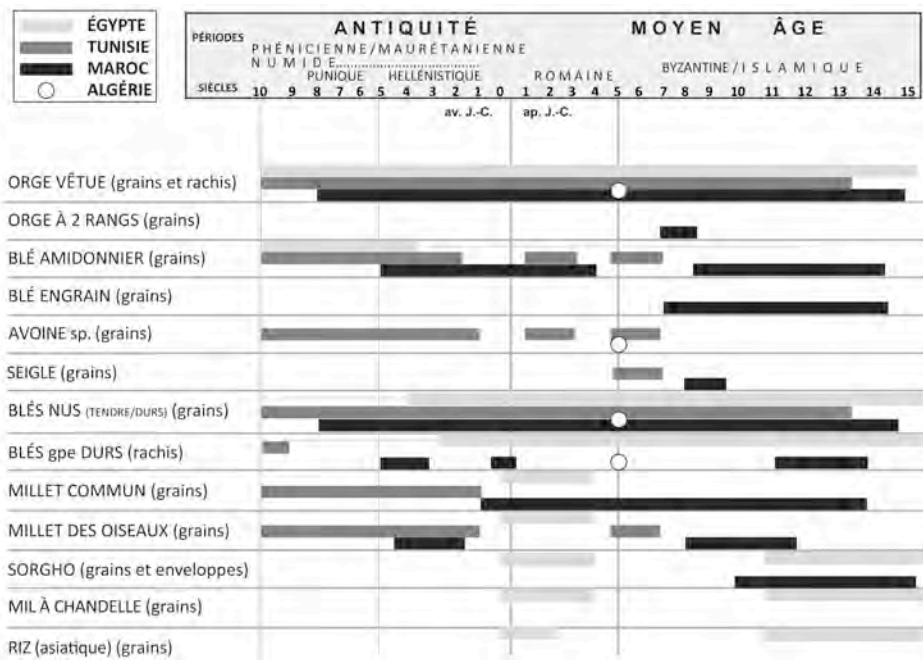 ÉGYPTE
TUNISIE
MAROC
ALGÉRIE
PÉRIODES
ANTIQUITÉ
MOYEN ÂGE
PHÉNICIENNE/MAURÉTANIENNE
NUMIDE..............................
PUNIQUE HELLÉNISTIQUE
ROMAINE
BYZANTINE/ISLAMIQUE
SIÈCLES 10 9 8 7 6 5 4 3 2 1 0 1 2 3 4 5 6 7 8 9 10 11 12 13 14 15
av. J.-C. ap. J.-C.
ORGE VÊTUE (grains et rachis)
ORGE À 2 RANGS (grains)
BLÉ AMIDONNIER (grains)
BLÉ ENGRAIN (grains)
AVOINE sp. (grains)
SEIGLE (grains)
BLÉS NUS (TENDRE/DURS) (grains)
BLÉS gpe DURS (rachis)
MILLET COMMUN (grains)
MILLET DES OISEAUX (grains)
SORGHO (grains et enveloppes)
MIL À CHANDELLE (grains)
RIZ (asiatique) (grains)